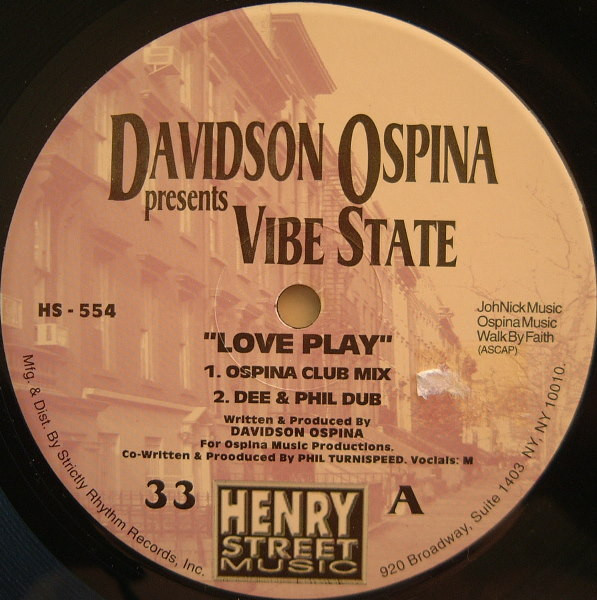 DAVIDSON OSPINA
presents
VIBE STATE
HS - 554
JohNick Music
Ospina Music
Walk By Faith
(ASCAP)
"LOVE PLAY"
1. OSPINA CLUB MIX
2. DEE & PHIL DUB
Written & Produced By
DAVIDSON OSPINA
For Ospina Music Productions.
Co-Written & Prooduced By PHIL TURNISPEED. Voclals: M
33
A
HENRY
STREET
MUSIC
Mfg. & Dist. By Strictly Rhythm Records, Inc.
920 Broadway, Suite 1403 NY, NY 10010.